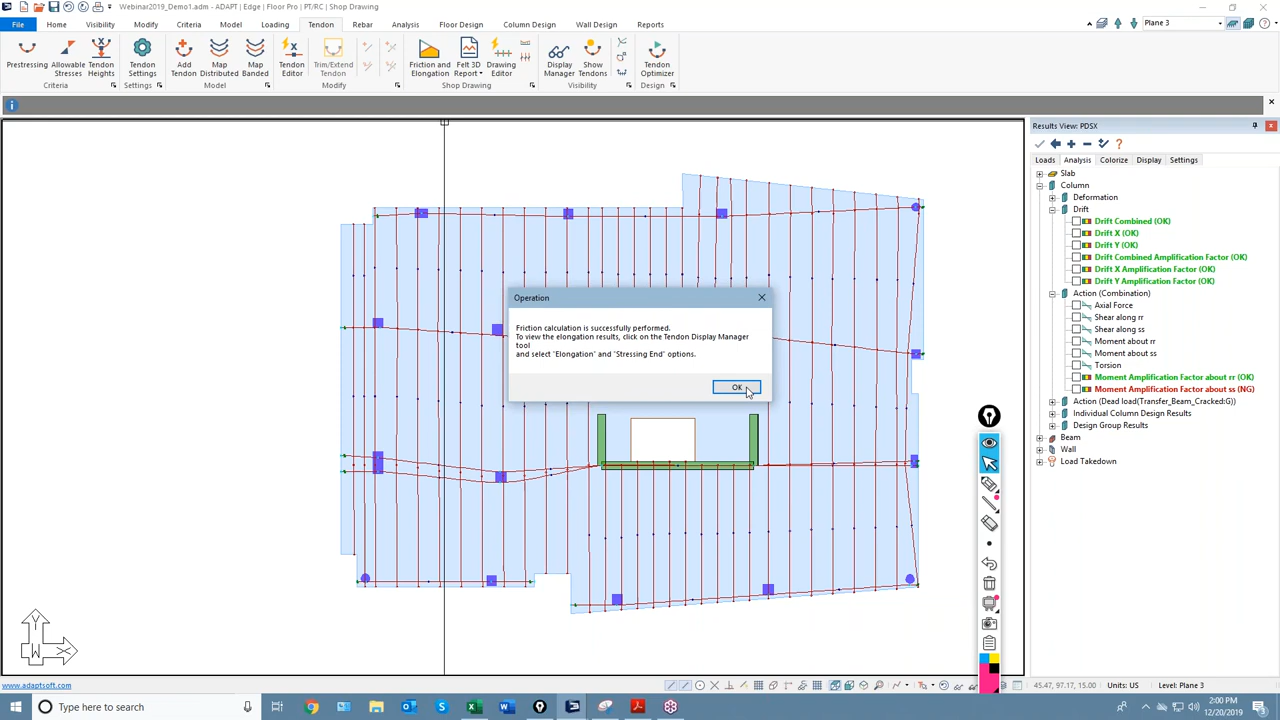 Webinar2019_Demo1.adm - ADAPT | Edge | Floor Pro | PT/RC | Shop Drawing
File Home Visibility Modify Criteria Model Loading Tendon Rebar Analysis Floor Design Column Design Wall Design Reports Plane 3
Prestressing Allowable Stresses Tendon Heights Tendon Settings Add Tendon Map Distributed Map Banded Tendon Editor Trim/Extend Tendon Friction and Elongation Felt 3D Report Drawing Editor Display Manager Show Tendons Tendon Optimizer
Criteria Settings Model Modify Shop Drawing Visibility Design
Results View: PDSX
Loads Analysis Colorize Display Settings
Slab
Column
Deformation
Drift
Drift Combined (OK)
Drift X (OK)
Drift Y (OK)
Drift Combined Amplification Factor (OK)
Drift X Amplification Factor (OK)
Drift Y Amplification Factor (OK)
Action (Combination)
Axial Force
Shear along rr
Shear along ss
Moment about rr
Moment about ss
Torsion
Moment Amplification Factor about rr (OK)
Moment Amplification Factor about ss (NG)
Action (Dead load(Transfer_Beam_Cracked:G))
Individual Column Design Results
Design Group Results
Beam
Wall
Load Takedown
Operation
Friction calculation is successfully performed.
To view the elongation results, click on the Tendon Display Manager
tool
and select "Elongation" and "Stressing End" options.
OK
Y
W X
www.adaptsoft.com
45.47, 97.17, 15.00 Units: US Level: Plane 3
Type here to search
2:00 PM
12/20/2019